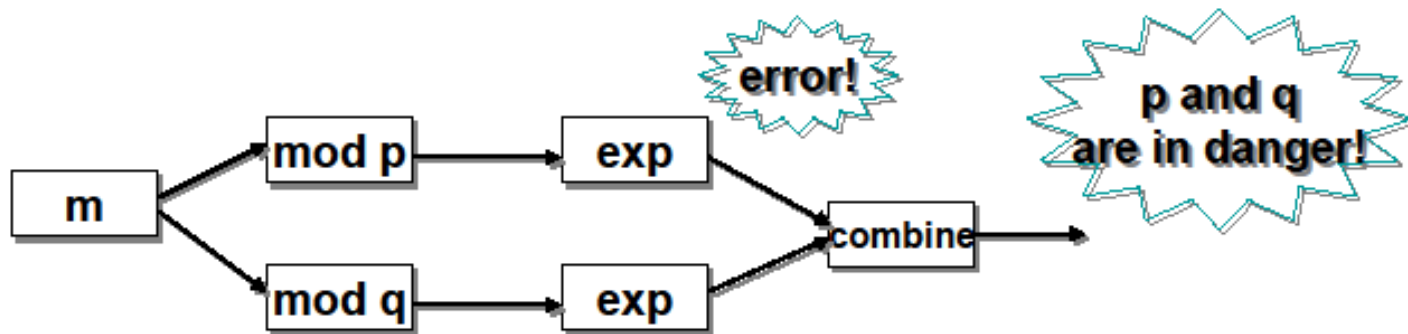 error!
p and q
are in danger!
mod p
exp
m
combine
mod q
exp